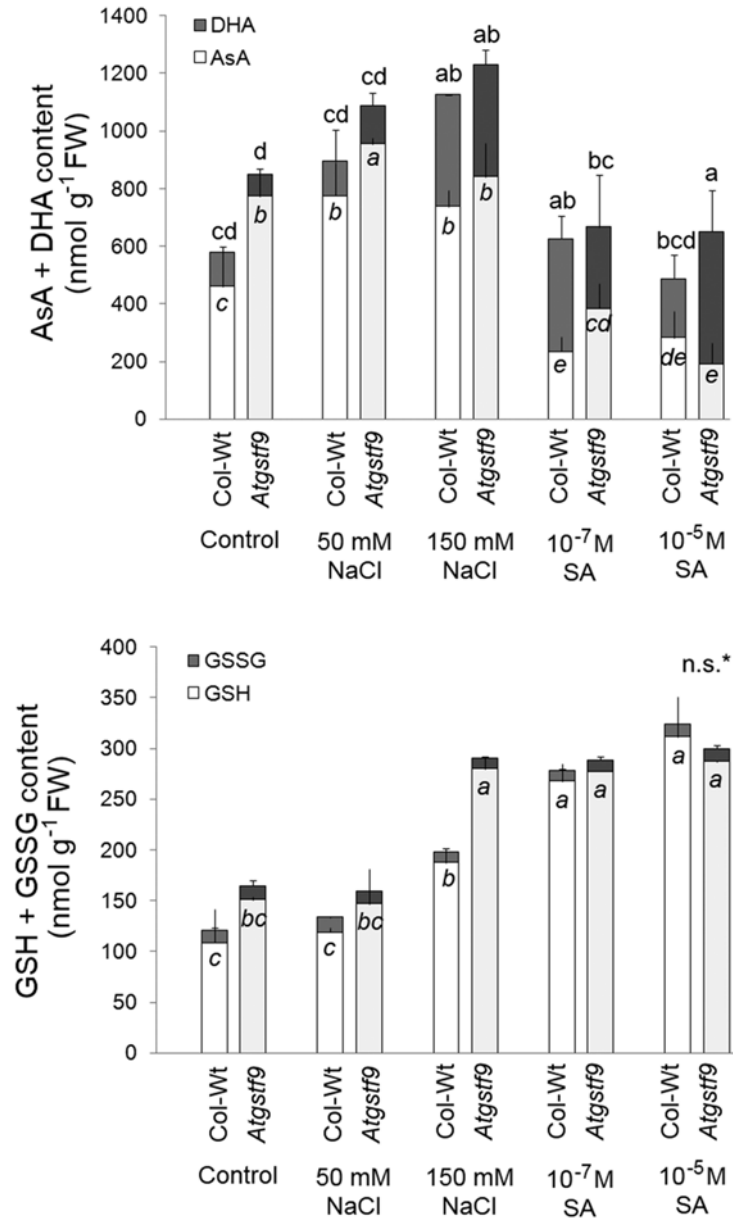 AsA + DHA content
(nmol g⁻¹ FW)
1400
1200
1000
800
600
400
200
0
DHA
AsA
cd
d
cd
cd
ab
ab
ab
bc
bcd
a
c
b
b
a
b
b
e
cd
de
e
Col-Wt
Atgstf9
Col-Wt
Atgstf9
Col-Wt
Atgstf9
Col-Wt
Atgstf9
Col-Wt
Atgstf9
Control
50 mM
NaCl
150 mM
NaCl
10⁻⁷M
SA
10⁻⁵M
SA
GSH + GSSG content
(nmol g⁻¹ FW)
400
350
300
250
200
150
100
50
0
GSSG
GSH
n.s.*
c
bc
c
bc
b
a
a
a
a
a
Col-Wt
Atgstf9
Col-Wt
Atgstf9
Col-Wt
Atgstf9
Col-Wt
Atgstf9
Col-Wt
Atgstf9
Control
50 mM
NaCl
150 mM
NaCl
10⁻⁷M
SA
10⁻⁵M
SA